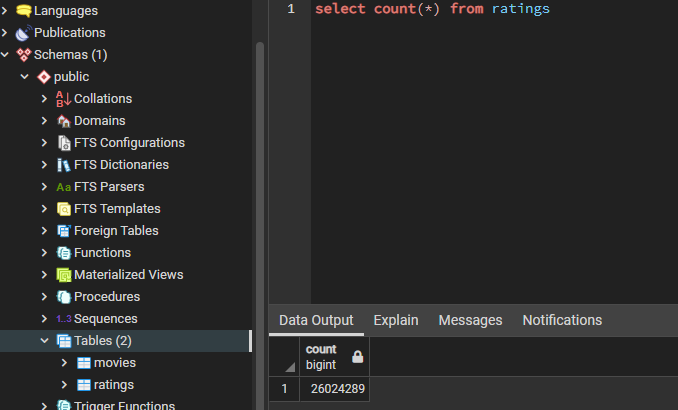 Languages
Publications
Schemas (1)
public
A
B
Collations
Domains
FTS Configurations
FTS Dictionaries
Aa FTS Parsers
FTS Templates
Foreign Tables
Functions
Materialized Views
Procedures
1..3 Sequences
Tables (2)
movies
ratings
Trigger Functions
1 select count(*) from ratings
Data Output Explain Messages Notifications
count
bigint
1 26024289